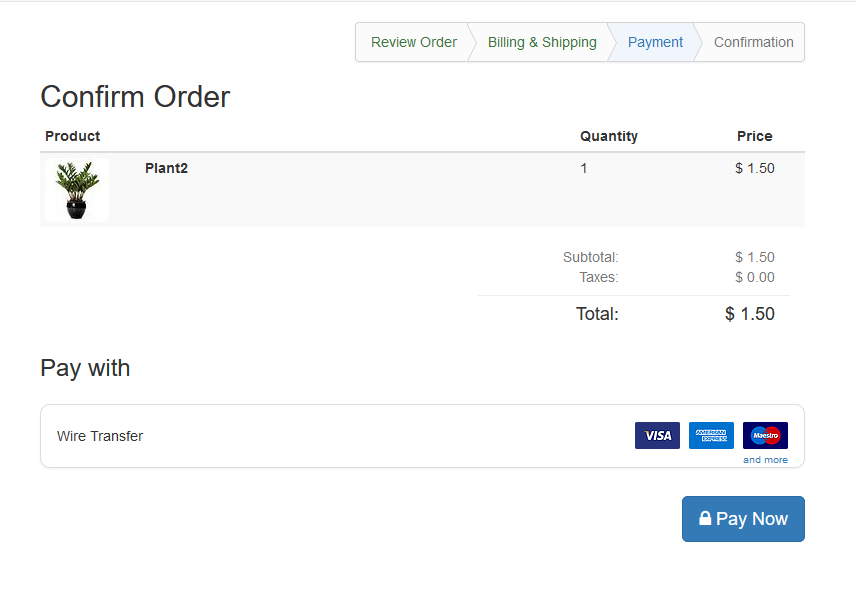 Review Order Billing & Shipping Payment Confirmation
Confirm Order
Product Quantity Price
Plant2 1 $ 1.50
Subtotal: $ 1.50
Taxes: $ 0.00
Total: $ 1.50
Pay with
Wire Transfer VISA AMERICAN EXPRESS Maestro
and more
Pay Now